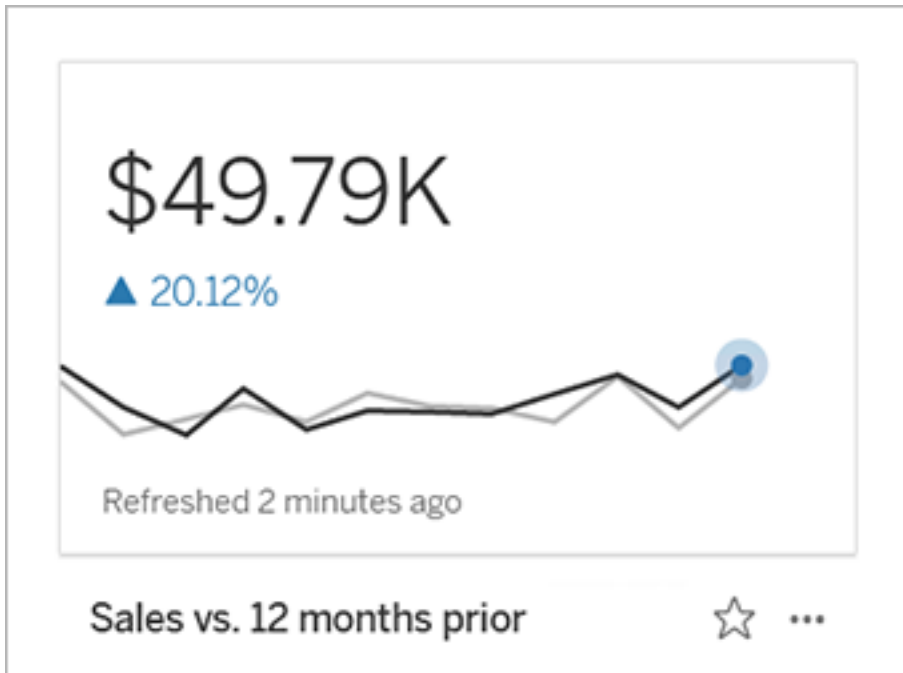 $49.79K
▲ 20.12%
Refreshed 2 minutes ago
Sales vs. 12 months prior